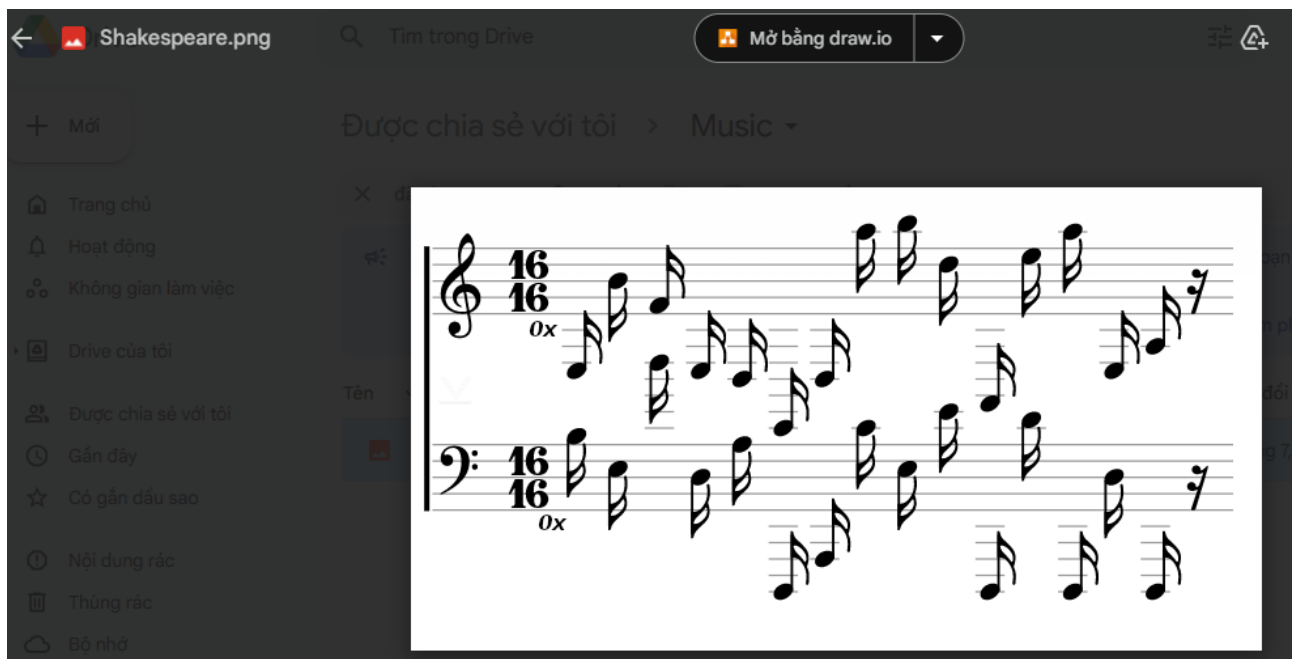 Shakespeare.png
Tìm trong Drive
Mở bằng draw.io
Mới
Được chia sẻ với tôi > Music
Trang chủ
Hoạt động
Không gian làm việc
Drive của tôi
Tên
Được chia sẻ với tôi
Gần đây
Có gắn dấu sao
Nội dung rác
Thùng rác
Bộ nhớ
16
16
0x
16
16
0x